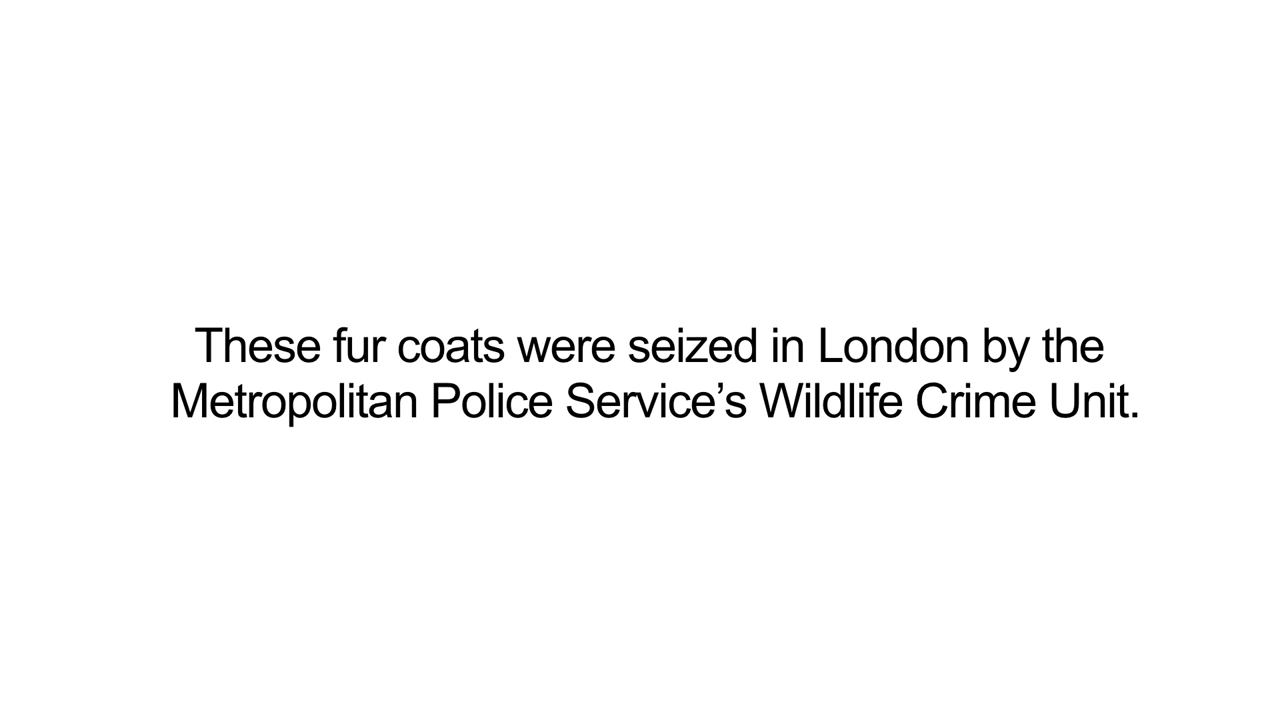 These fur coats were seized in London by the
Metropolitan Police Service’s Wildlife Crime Unit.